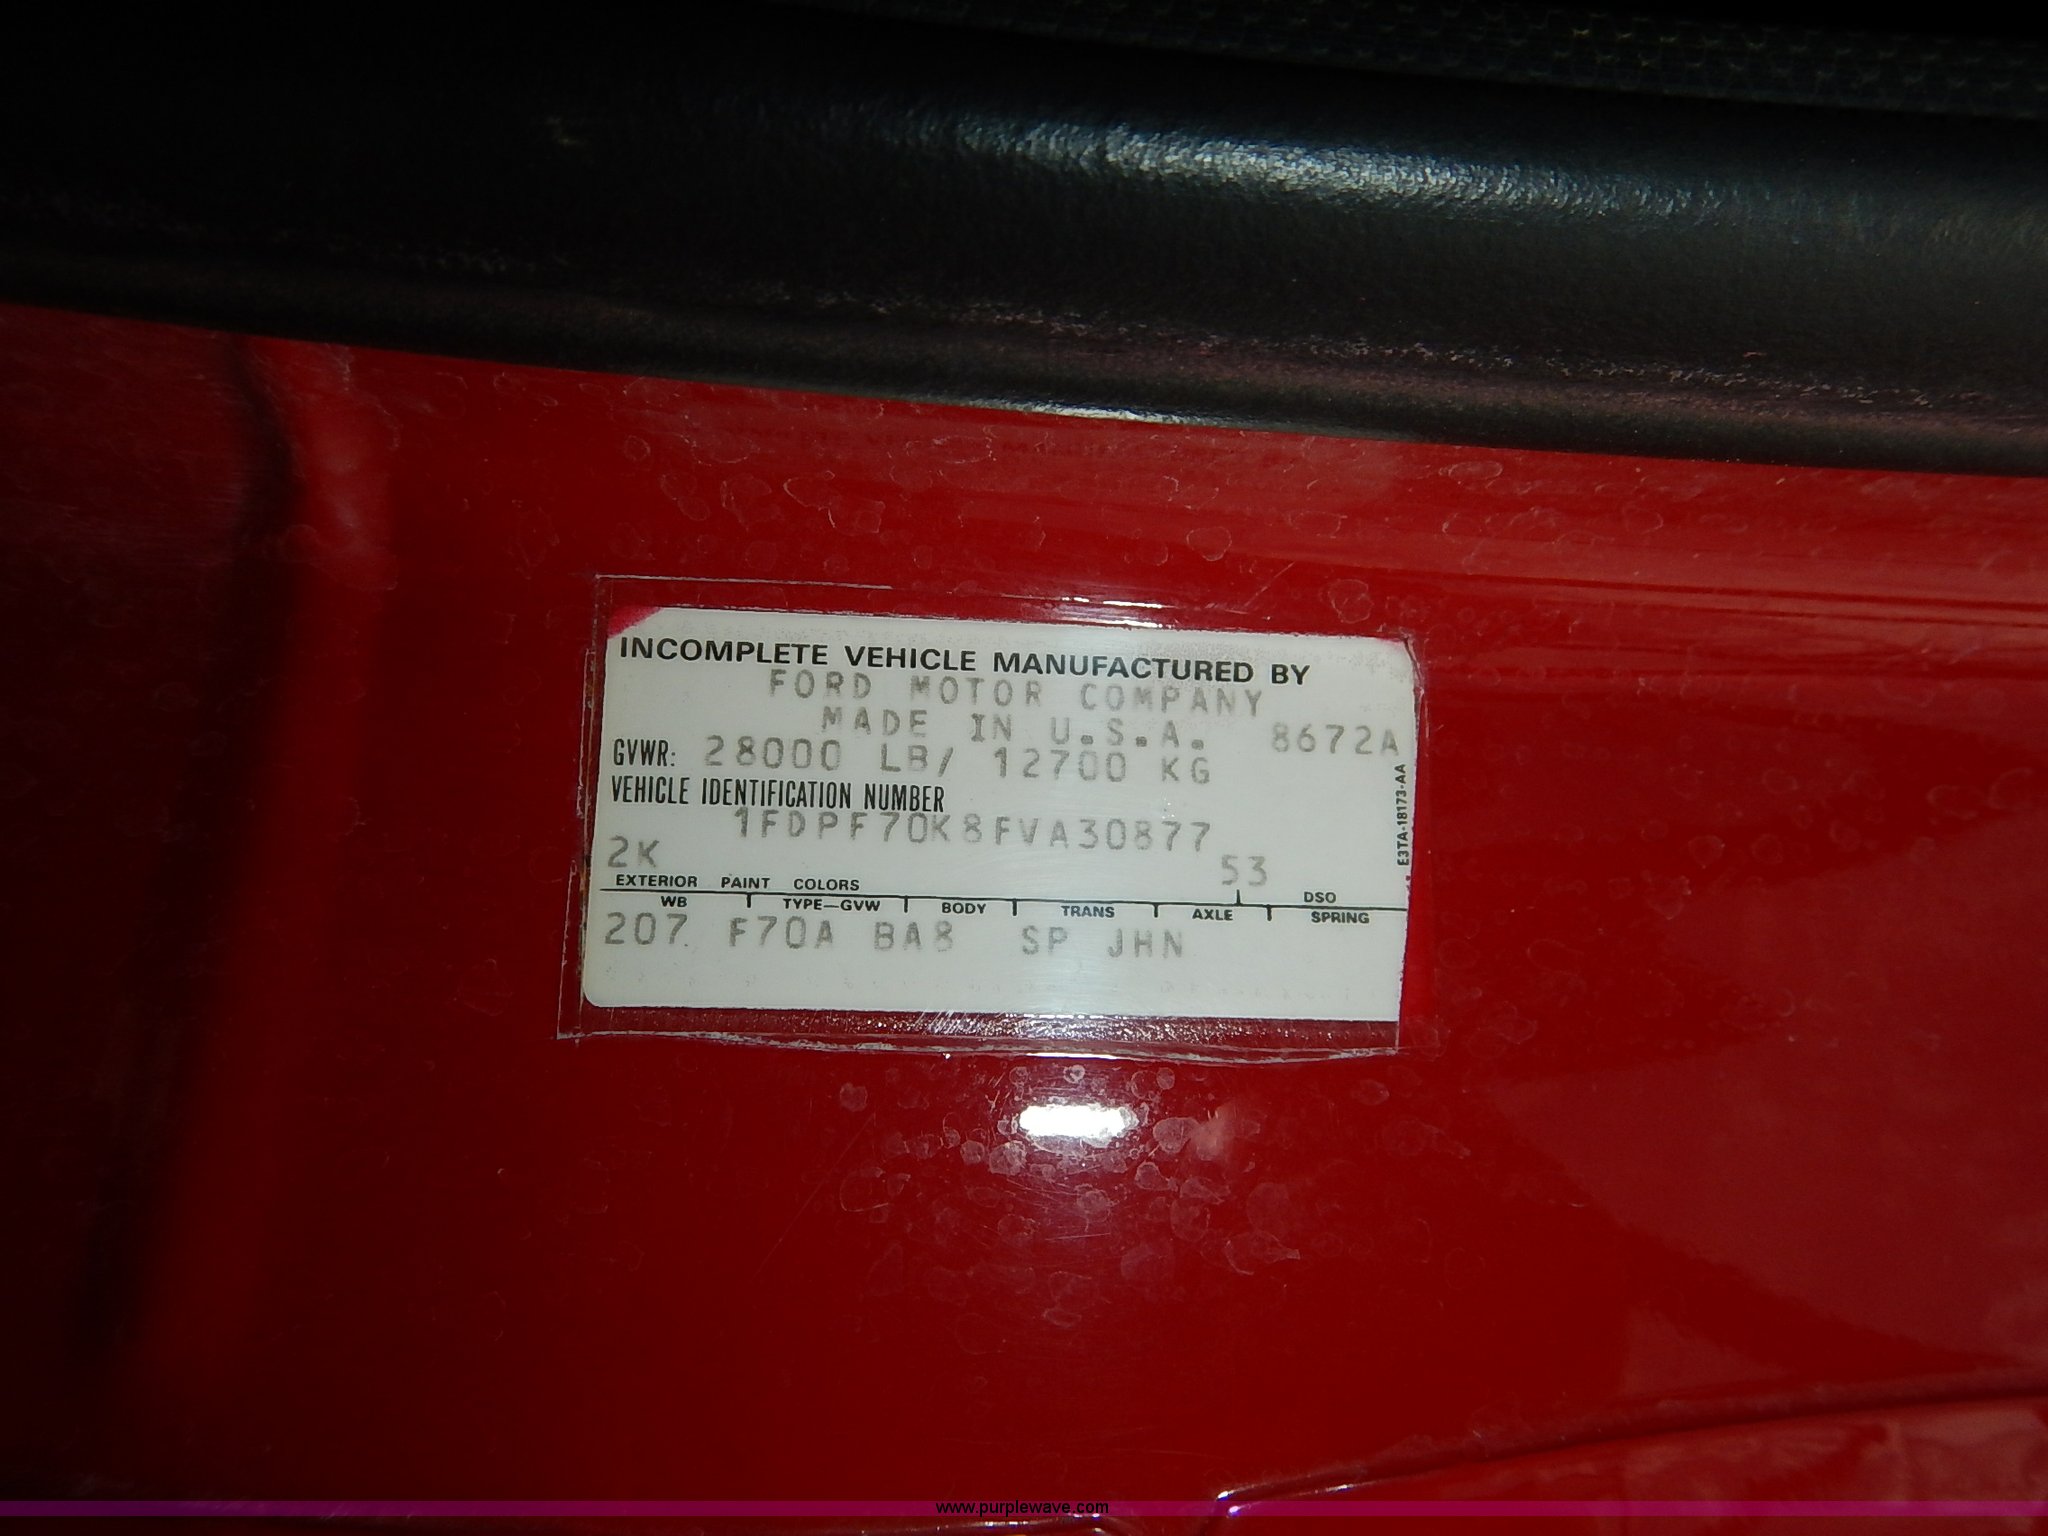 INCOMPLETE VEHICLE MANUFACTURED BY
FORD MOTOR COMPANY
MADE IN U.S.A. 8672A
GVWR: 28000 LB/ 12700 KG
VEHICLE IDENTIFICATION NUMBER
1FDPF70K8FVA30877
E3TA-18173-AA
2K 53
EXTERIOR PAINT COLORS DSO
WB TYPE-GVW BODY TRANS AXLE SPRING
207 F70A BA8 SP JHN
www.purplewave.com